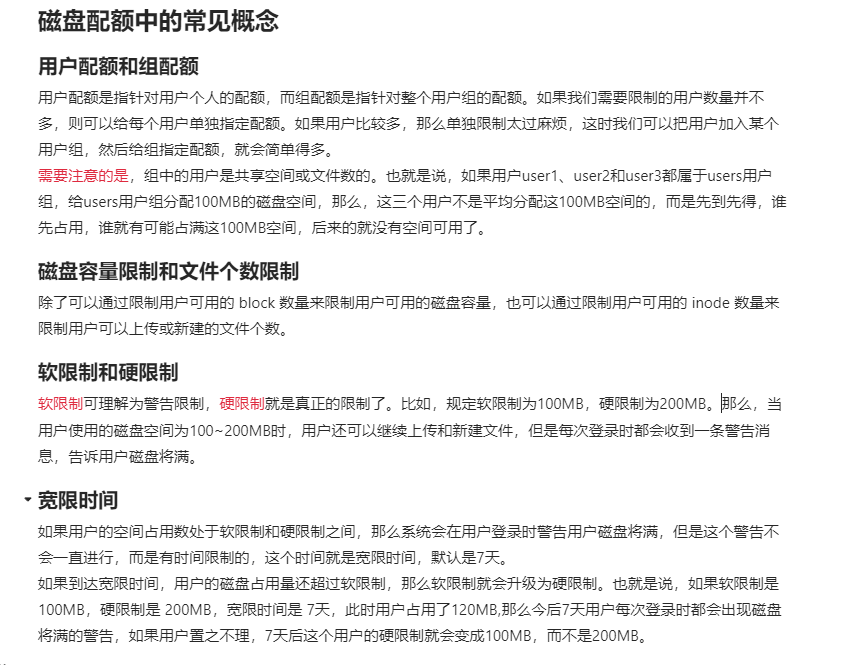 磁盘配额中的常见概念
用户配额和组配额
用户配额是指针对用户个人的配额，而组配额是指针对整个用户组的配额。如果我们需要限制的用户数量并不
多，则可以给每个用户单独指定配额。如果用户比较多，那么单独限制太过麻烦，这时我们可以把用户加入某个
用户组，然后给组指定配额，就会简单得多。
需要注意的是，组中的用户是共享空间或文件数的。也就是说，如果用户user1、user2和user3都属于users用户
组，给users用户组分配100MB的磁盘空间，那么，这三个用户不是平均分配这100MB空间的，而是先到先得，谁
先占用，谁就有可能占满这100MB空间，后来的就没有空间可用了。
磁盘容量限制和文件个数限制
除了可以通过限制用户可用的 block 数量来限制用户可用的磁盘容量，也可以通过限制用户可用的 inode 数量来
限制用户可以上传或新建的文件个数。
软限制和硬限制
软限制可理解为警告限制，硬限制就是真正的限制了。比如，规定软限制为100MB，硬限制为200MB。那么，当
用户使用的磁盘空间为100~200MB时，用户还可以继续上传和新建文件，但是每次登录时都会收到一条警告消
息，告诉用户磁盘将满。
宽限时间
如果用户的空间占用数处于软限制和硬限制之间，那么系统会在用户登录时警告用户磁盘将满，但是这个警告不
会一直进行，而是有时间限制的，这个时间就是宽限时间，默认是7天。
如果到达宽限时间，用户的磁盘占用量还超过软限制，那么软限制就会升级为硬限制。也就是说，如果软限制是
100MB，硬限制是 200MB，宽限时间是 7天，此时用户占用了120MB,那么今后7天用户每次登录时都会出现磁盘
将满的警告，如果用户置之不理，7天后这个用户的硬限制就会变成100MB，而不是200MB。